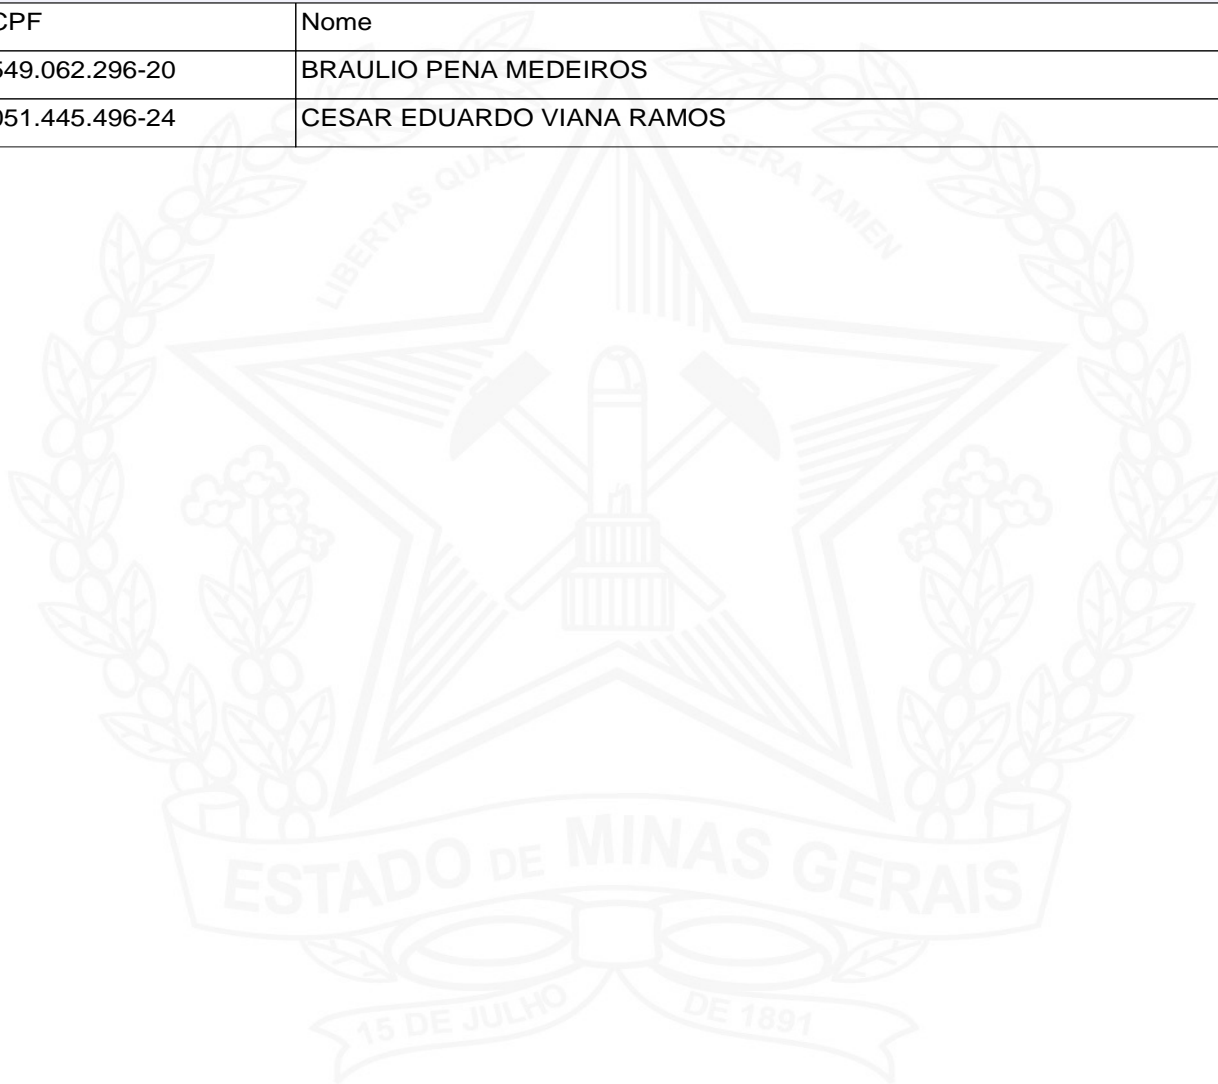 CPF Nome
549.062.296-20 BRAULIO PENA MEDEIROS
051.445.496-24 CESAR EDUARDO VIANA RAMOS
LIBERTAS QUAE SERA TAMEN
ESTADO DE MINAS GERAIS
15 DE JULHO DE 1891